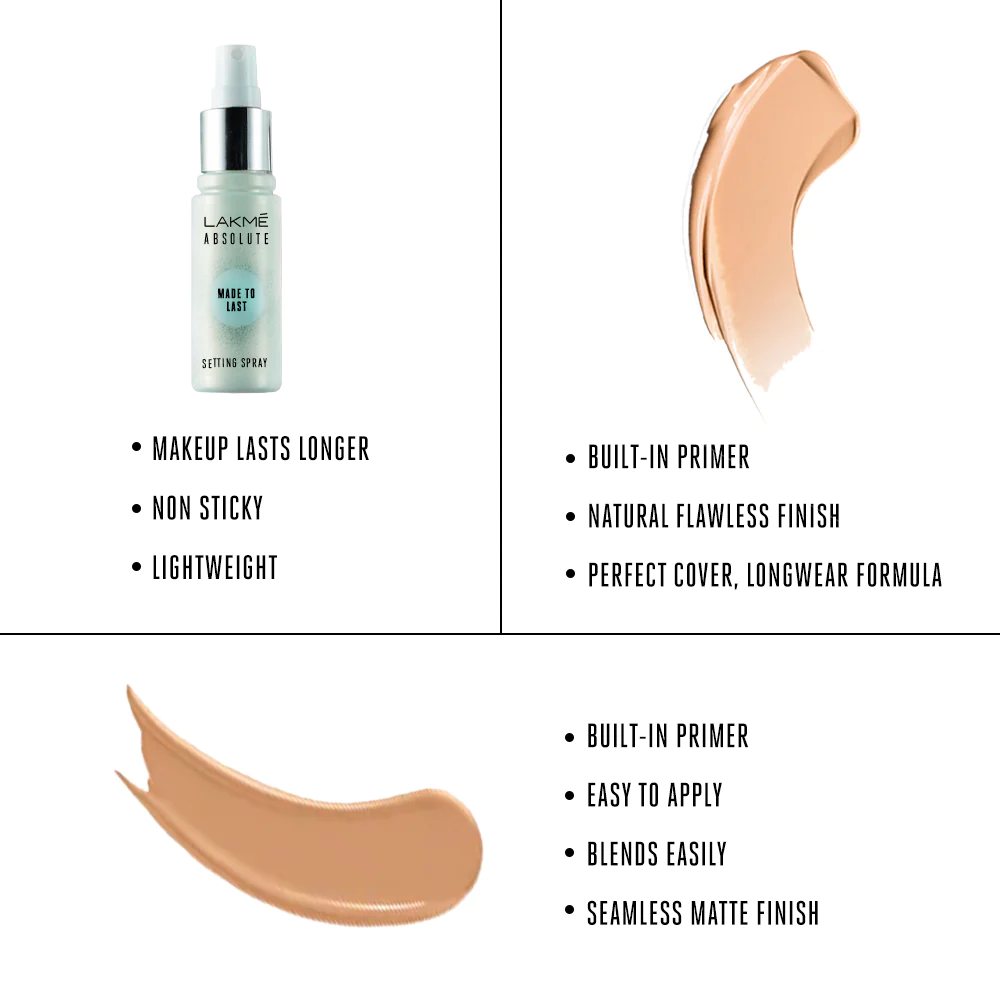 LAKMÉ
ABSOLUTE
MADE TO
LAST
SETTING SPRAY
• MAKEUP LASTS LONGER
• NON STICKY
• LIGHTWEIGHT
• BUILT-IN PRIMER
• NATURAL FLAWLESS FINISH
• PERFECT COVER, LONGWEAR FORMULA
• BUILT-IN PRIMER
• EASY TO APPLY
• BLENDS EASILY
• SEAMLESS MATTE FINISH